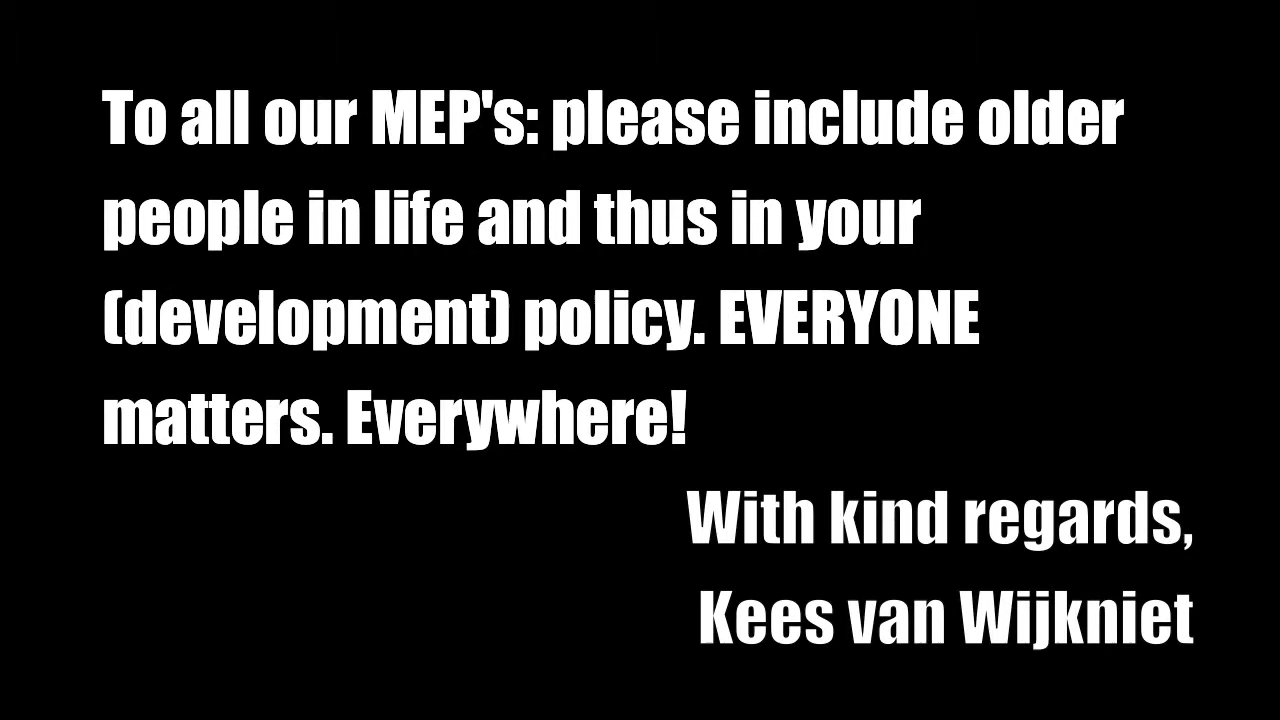 To all our MEP's: please include older
people in life and thus in your
(development) policy. EVERYONE
matters. Everywhere!
With kind regards,
Kees van Wijkniet